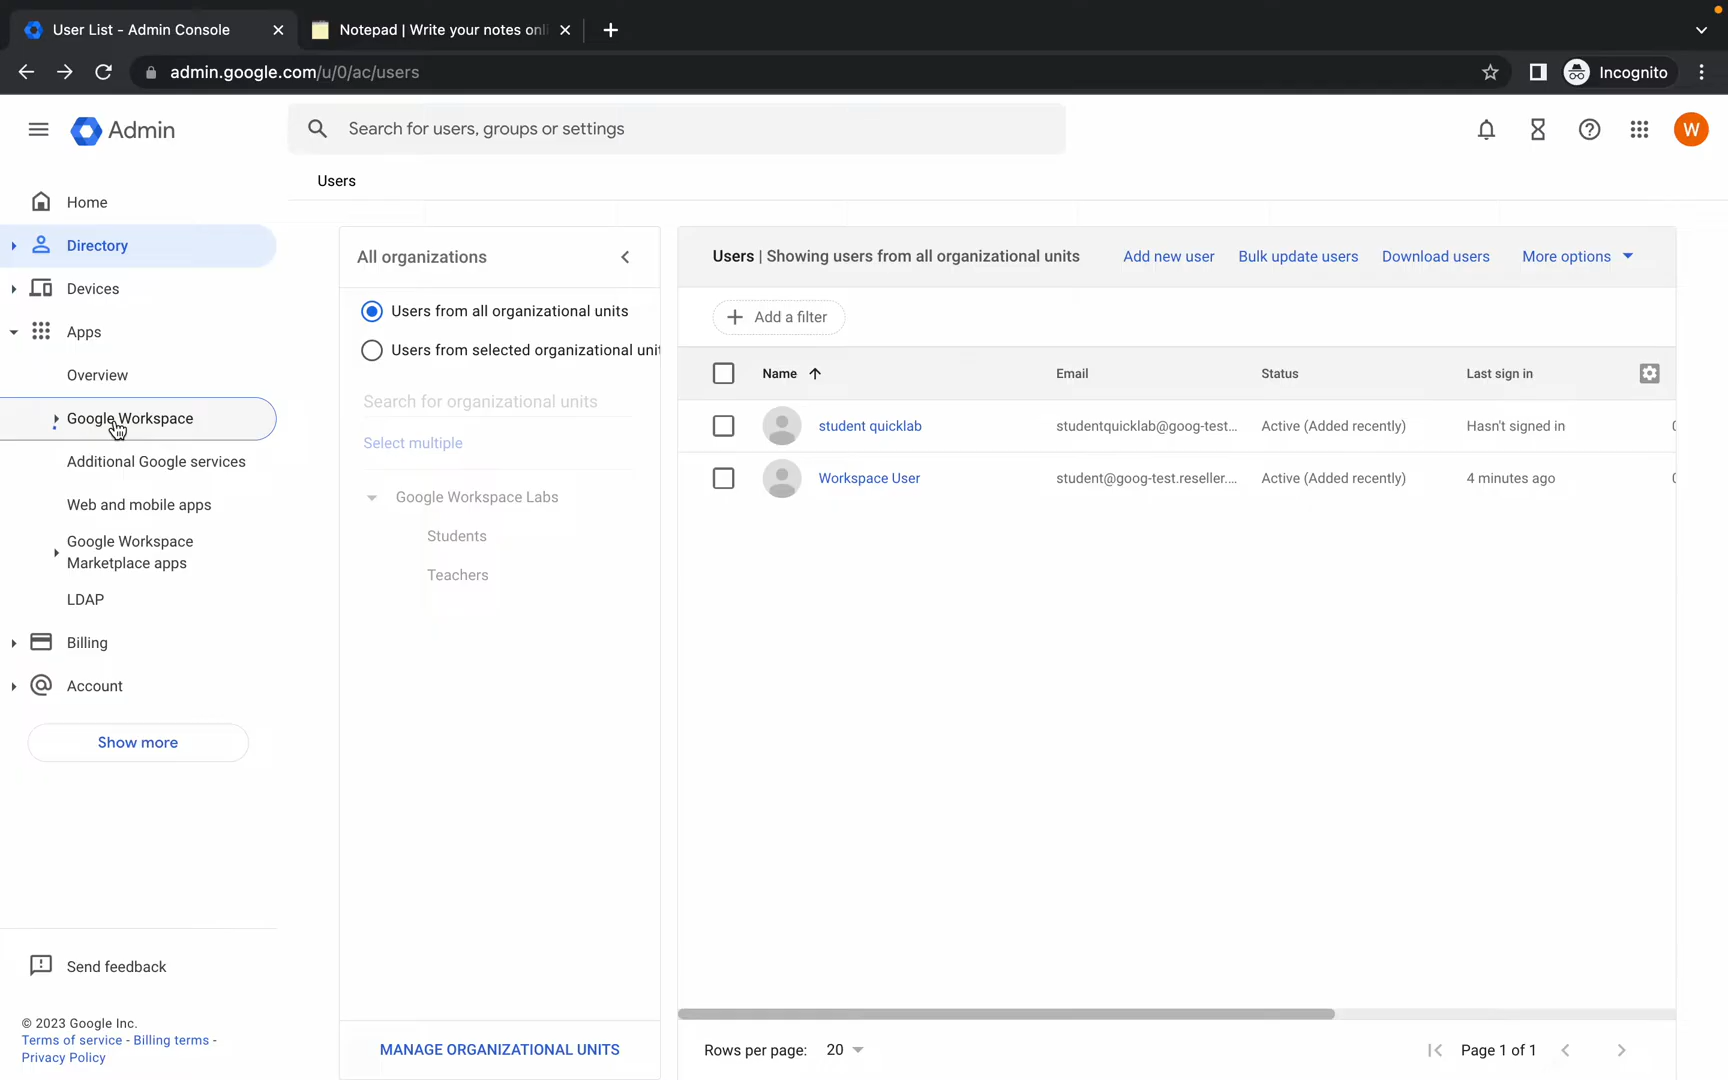 User List - Admin Console
Notepad | Write your notes onl
admin.google.com/u/0/ac/users
Incognito
Admin
Search for users, groups or settings
W
Users
Home
Directory
Devices
Apps
Overview
Google Workspace
Additional Google services
Web and mobile apps
Google Workspace
Marketplace apps
LDAP
Billing
Account
Show more
Send feedback
© 2023 Google Inc.
Terms of service - Billing terms -
Privacy Policy
All organizations
Users from all organizational units
Users from selected organizational unit
Search for organizational units
Select multiple
Google Workspace Labs
Students
Teachers
MANAGE ORGANIZATIONAL UNITS
Users | Showing users from all organizational units
Add new user
Bulk update users
Download users
More options
Add a filter
Name Email Status Last sign in
student quicklab studentquicklab@goog-test... Active (Added recently) Hasn't signed in
Workspace User student@goog-test.reseller.... Active (Added recently) 4 minutes ago
Rows per page: 20
Page 1 of 1